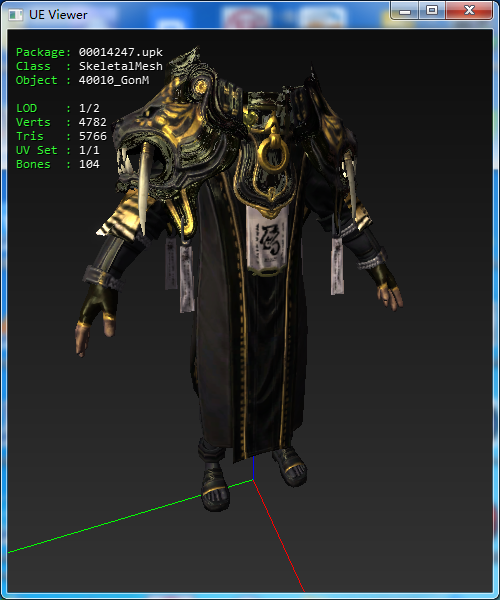 UE Viewer
Package: 00014247.upk
Class : SkeletalMesh
Object : 40010_GonM
LOD : 1/2
Verts : 4782
Tris : 5766
UV Set : 1/1
Bones : 104